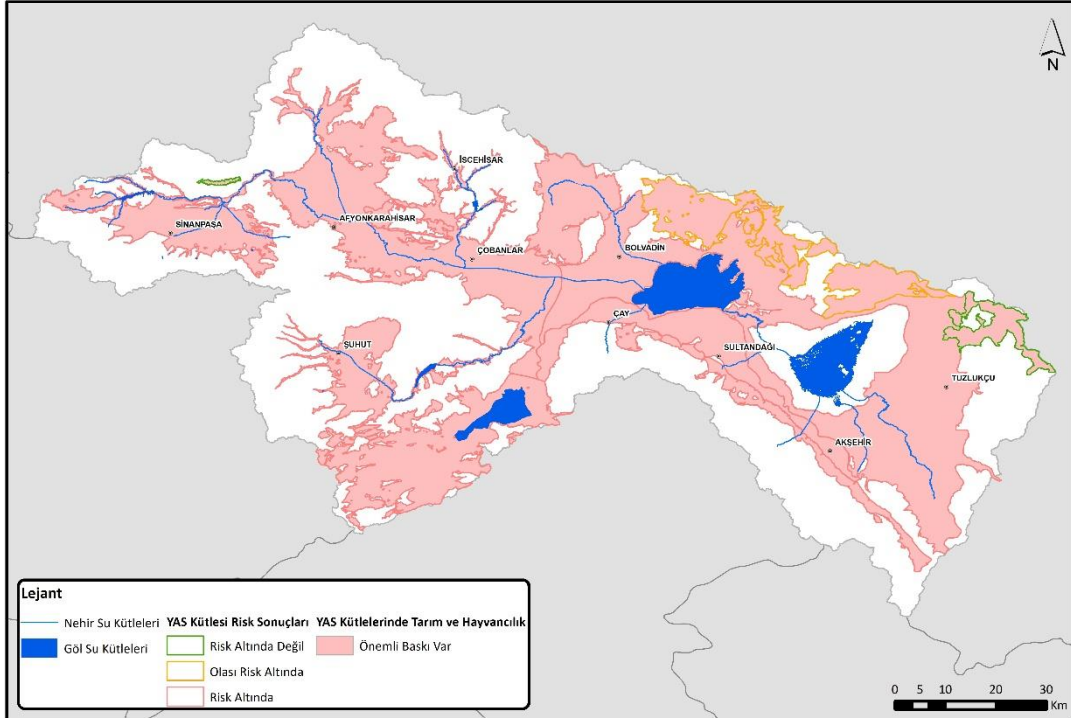 N
İSCEHİSAR
SİNANPAŞA
AFYONKARAHİSAR
ÇOBANLAR
BOLVADİN
ÇAY
ŞUHUT
SULTANDAĞI
TUZLUKÇU
AKŞEHİR
Lejant
Nehir Su Kütleleri
Göl Su Kütleleri
YAS Kütlesi Risk Sonuçları
Risk Altında Değil
Olası Risk Altında
Risk Altında
YAS Kütlelerinde Tarım ve Hayvancılık
Önemli Baskı Var
0 5 10 20 30
Km